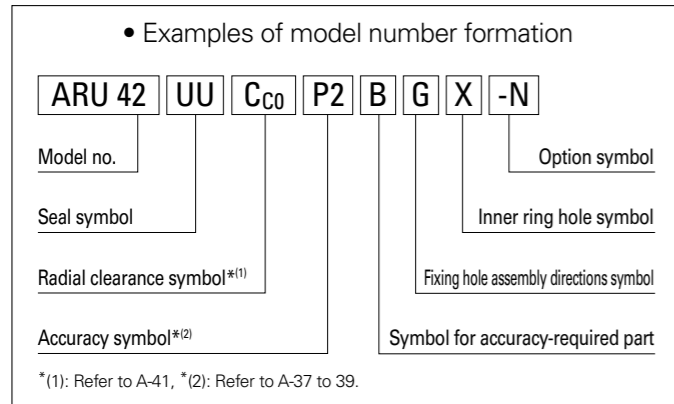 • Examples of model number formation
ARU 42 UU CC0 P2 B G X -N
Model no. Option symbol
Seal symbol Inner ring hole symbol
Radial clearance symbol*(1) Fixing hole assembly directions symbol
Accuracy symbol*(2) Symbol for accuracy-required part
*(1): Refer to A-41, *(2): Refer to A-37 to 39.